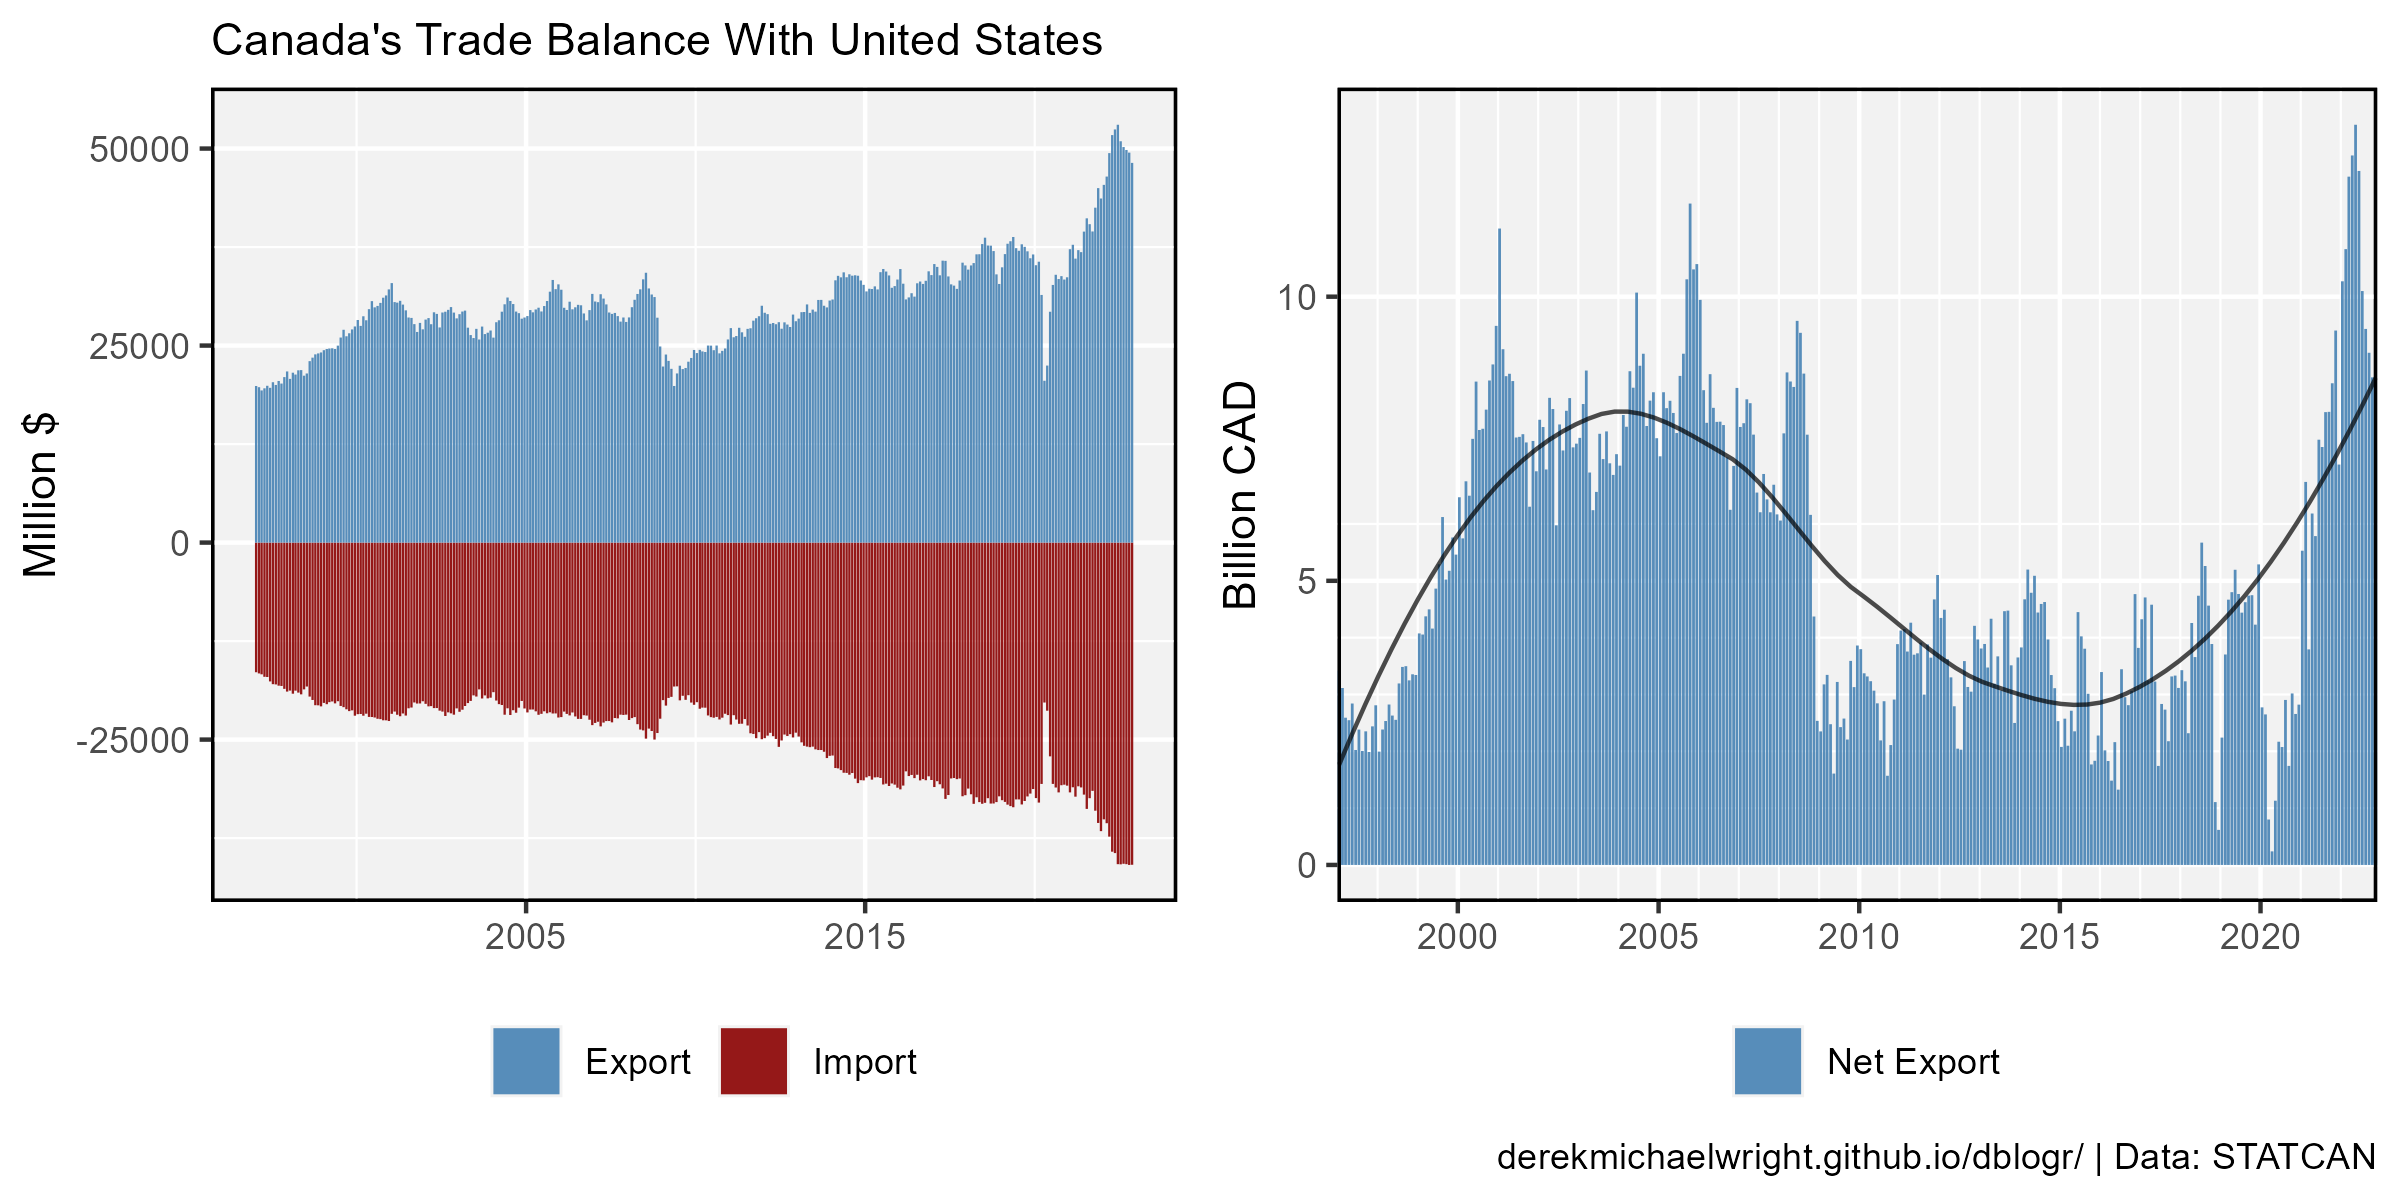 Canada's Trade Balance With United States
Million $
50000
25000
0
-25000
2005 2015
Export Import
Billion CAD
10
5
0
2000 2005 2010 2015 2020
Net Export
derekmichaelwright.github.io/dblogr/ | Data: STATCAN